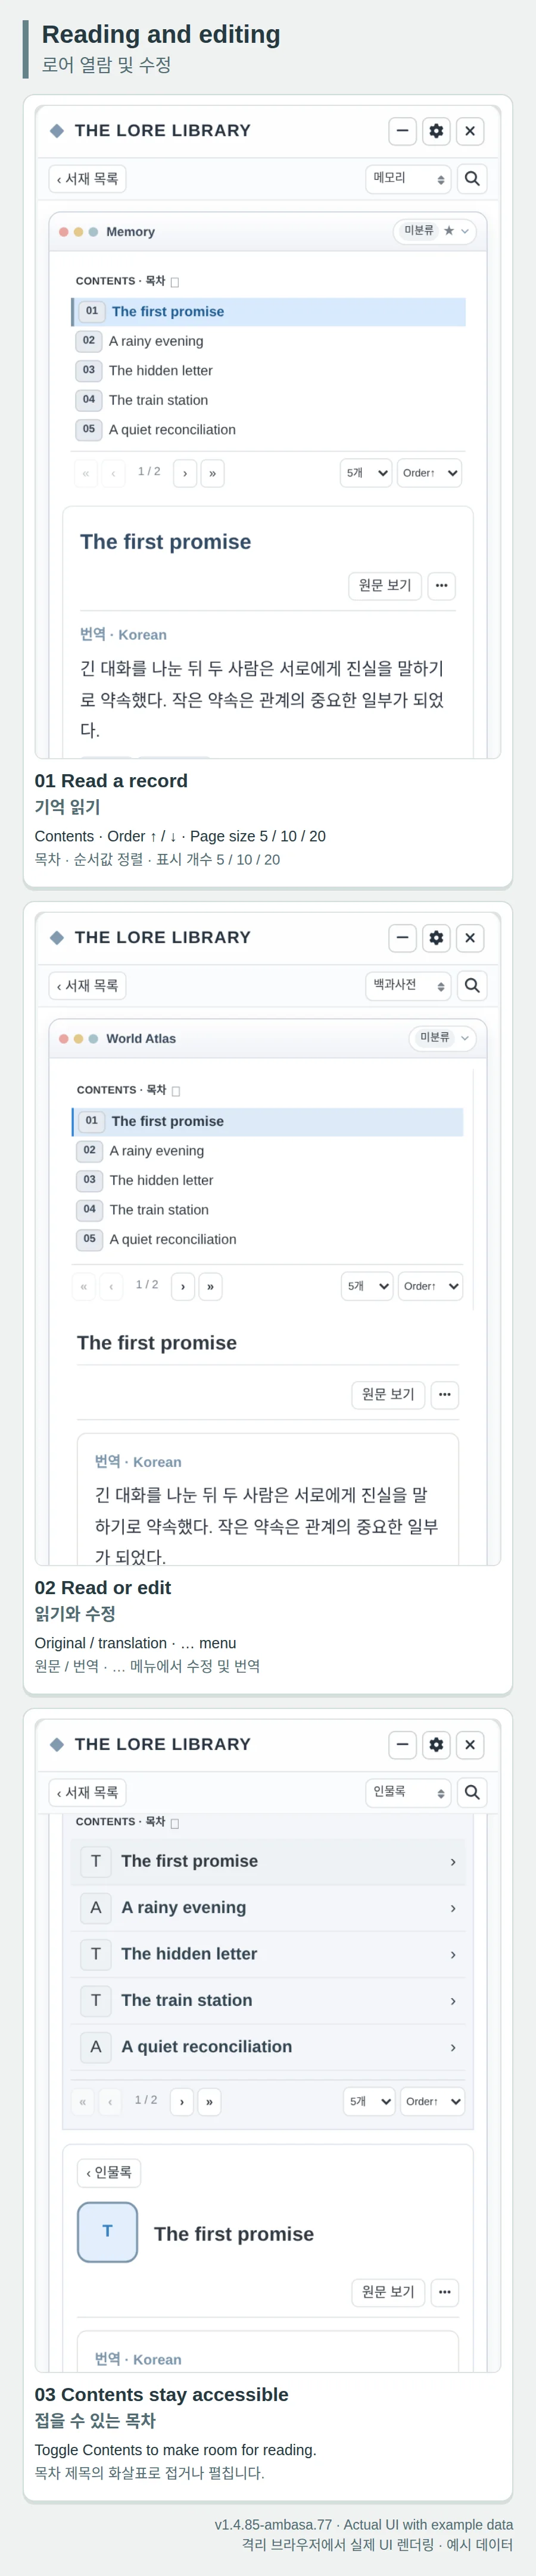 Reading and editing
로어 열람 및 수정
THE LORE LIBRARY
‹ 서재 목록
메모리
Memory
미분류 ★
CONTENTS · 목차
01 The first promise
02 A rainy evening
03 The hidden letter
04 The train station
05 A quiet reconciliation
« ‹ 1 / 2 › » 5개 Order↑
The first promise
원문 보기 •••
번역 · Korean
긴 대화를 나눈 뒤 두 사람은 서로에게 진실을 말하기
로 약속했다. 작은 약속은 관계의 중요한 일부가 되었
다.
01 Read a record
기억 읽기
Contents · Order ↑ / ↓ · Page size 5 / 10 / 20
목차 · 순서값 정렬 · 표시 개수 5 / 10 / 20
THE LORE LIBRARY
‹ 서재 목록
백과사전
World Atlas
미분류
CONTENTS · 목차
01 The first promise
02 A rainy evening
03 The hidden letter
04 The train station
05 A quiet reconciliation
« ‹ 1 / 2 › » 5개 Order↑
The first promise
원문 보기 •••
번역 · Korean
긴 대화를 나눈 뒤 두 사람은 서로에게 진실을 말
하기로 약속했다. 작은 약속은 관계의 중요한 일부
가 되었다.
02 Read or edit
읽기와 수정
Original / translation · … menu
원문 / 번역 · … 메뉴에서 수정 및 번역
THE LORE LIBRARY
‹ 서재 목록
인물록
CONTENTS · 목차
T The first promise ›
A A rainy evening ›
T The hidden letter ›
T The train station ›
A A quiet reconciliation ›
« ‹ 1 / 2 › » 5개 Order↑
‹ 인물록
T The first promise
원문 보기 •••
번역 · Korean
03 Contents stay accessible
접을 수 있는 목차
Toggle Contents to make room for reading.
목차 제목의 화살표로 접거나 펼칩니다.
v1.4.85-ambasa.77 · Actual UI with example data
격리 브라우저에서 실제 UI 렌더링 · 예시 데이터